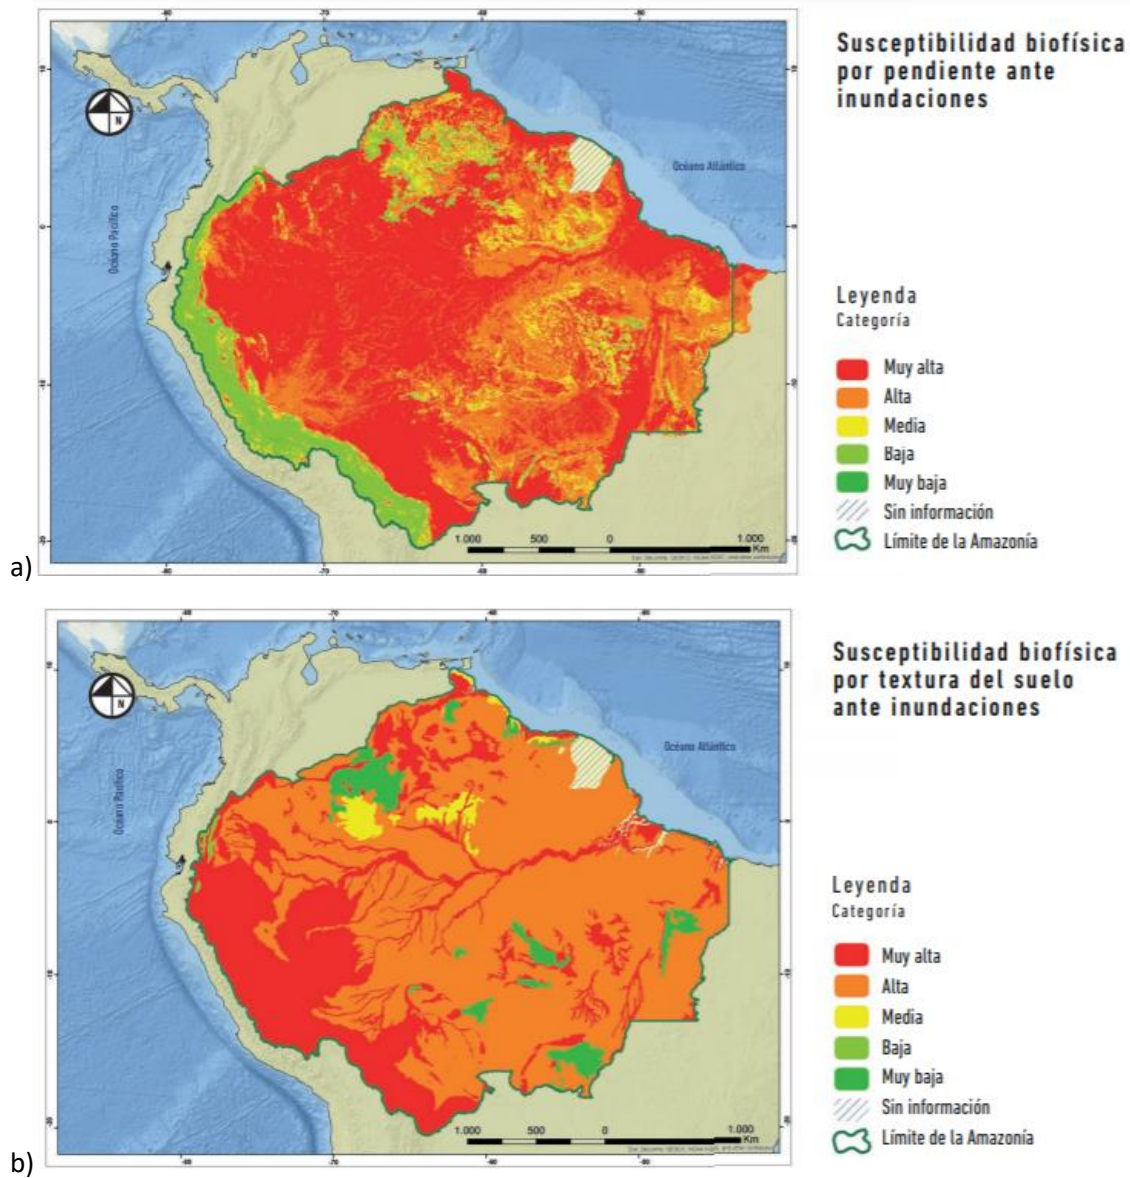 a)
Susceptibilidad biofísica
por pendiente ante
inundaciones
N
Océano Atlántico
Océano Pacífico
Leyenda
Categoría
Muy alta
Alta
Media
Baja
Muy baja
Sin información
Límite de la Amazonía
1.000 500 0 1.000
Km
b)
Susceptibilidad biofísica
por textura del suelo
ante inundaciones
N
Océano Atlántico
Océano Pacífico
Leyenda
Categoría
Muy alta
Alta
Media
Baja
Muy baja
Sin información
Límite de la Amazonía
1.000 500 0 1.000
Km